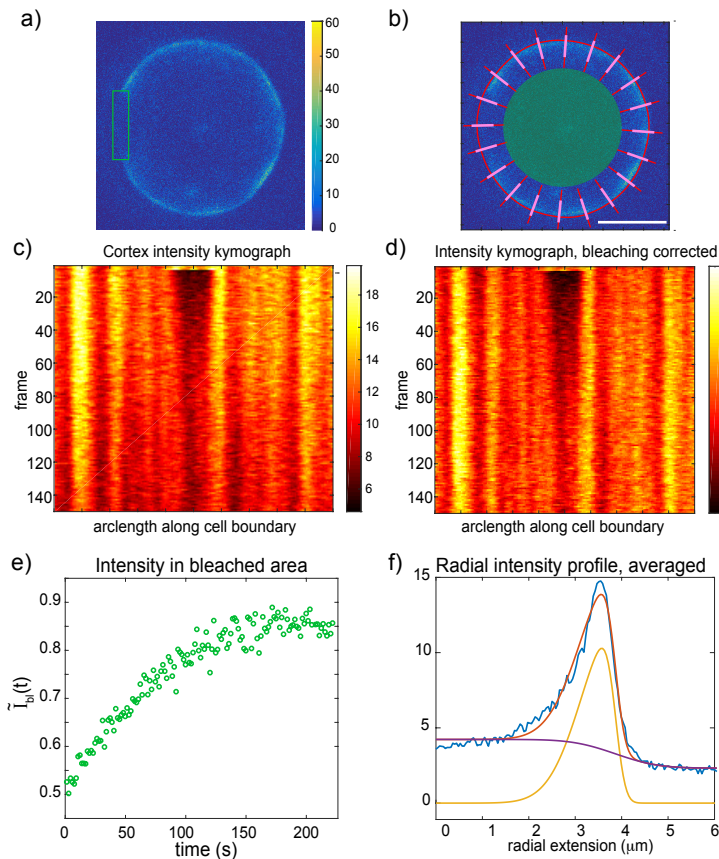 a)
60
50
40
30
20
10
0
b)
c)
Cortex intensity kymograph
20
40
60
80
100
120
140
frame
arclength along cell boundary
18
16
14
12
10
8
6
d)
Intensity kymograph, bleaching corrected
20
40
60
80
100
120
140
frame
arclength along cell boundary
e)
Intensity in bleached area
0.9
0.8
0.7
0.6
0.5
Ĩbl(t)
0 50 100 150 200
time (s)
f)
Radial intensity profile, averaged
15
10
5
0
0 1 2 3 4 5 6
radial extension (μm)